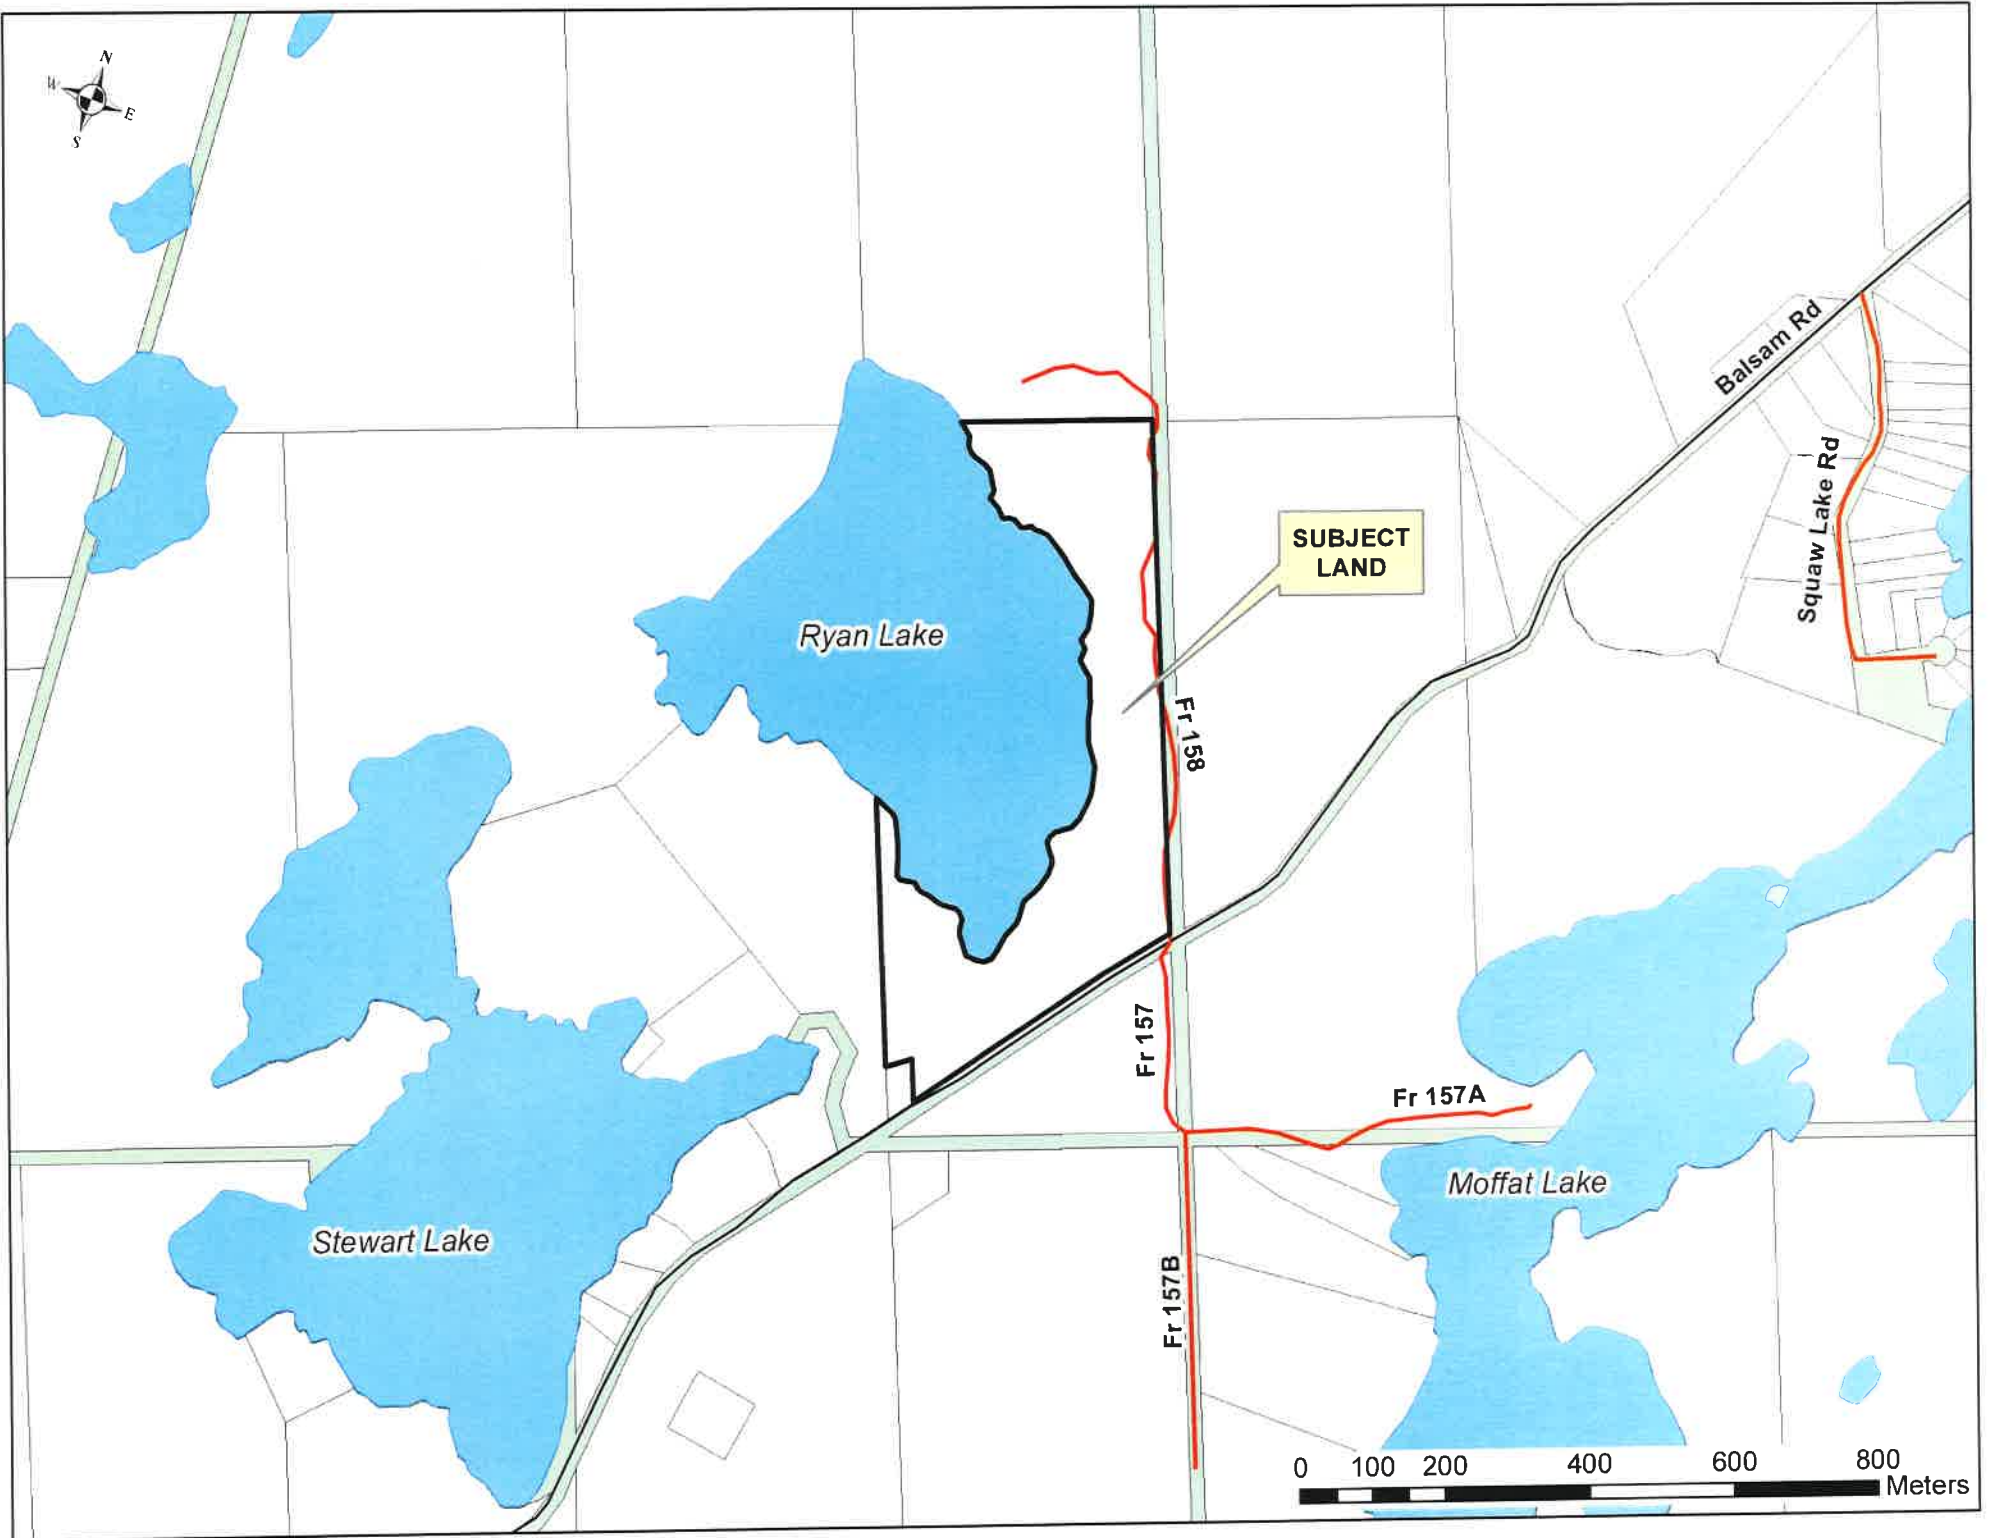 N
W
E
S
Balsam Rd
Squaw Lake Rd
SUBJECT
LAND
Ryan Lake
Fr 158
Fr 157
Fr 157A
Moffat Lake
Stewart Lake
Fr 157B
0 100 200 400 600 800
Meters